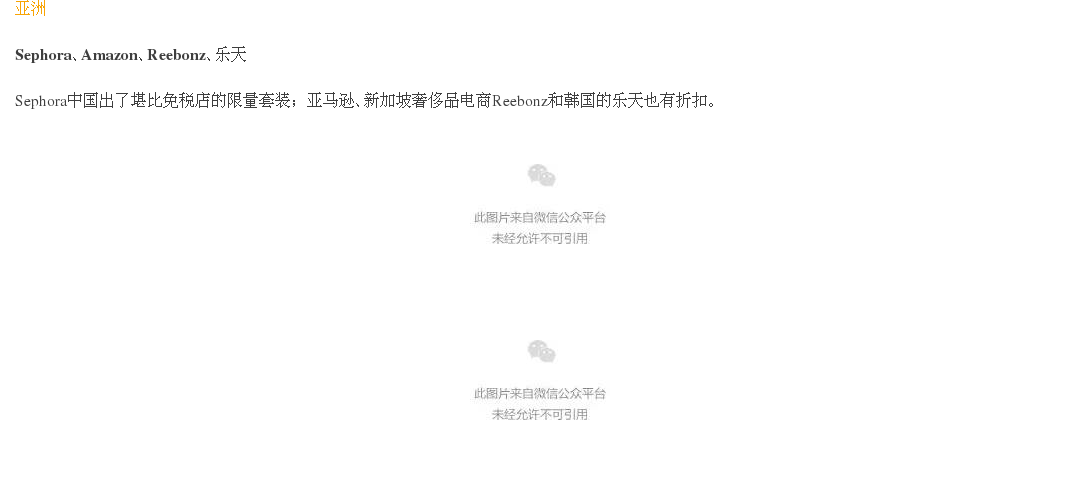 亚洲
Sephora、Amazon、Reebonz、乐天
Sephora中国出了堪比免税店的限量套装；亚马逊、新加坡奢侈品电商Reebonz和韩国的乐天也有折扣。
此图片来自微信公众平台
未经允许不可引用
此图片来自微信公众平台
未经允许不可引用